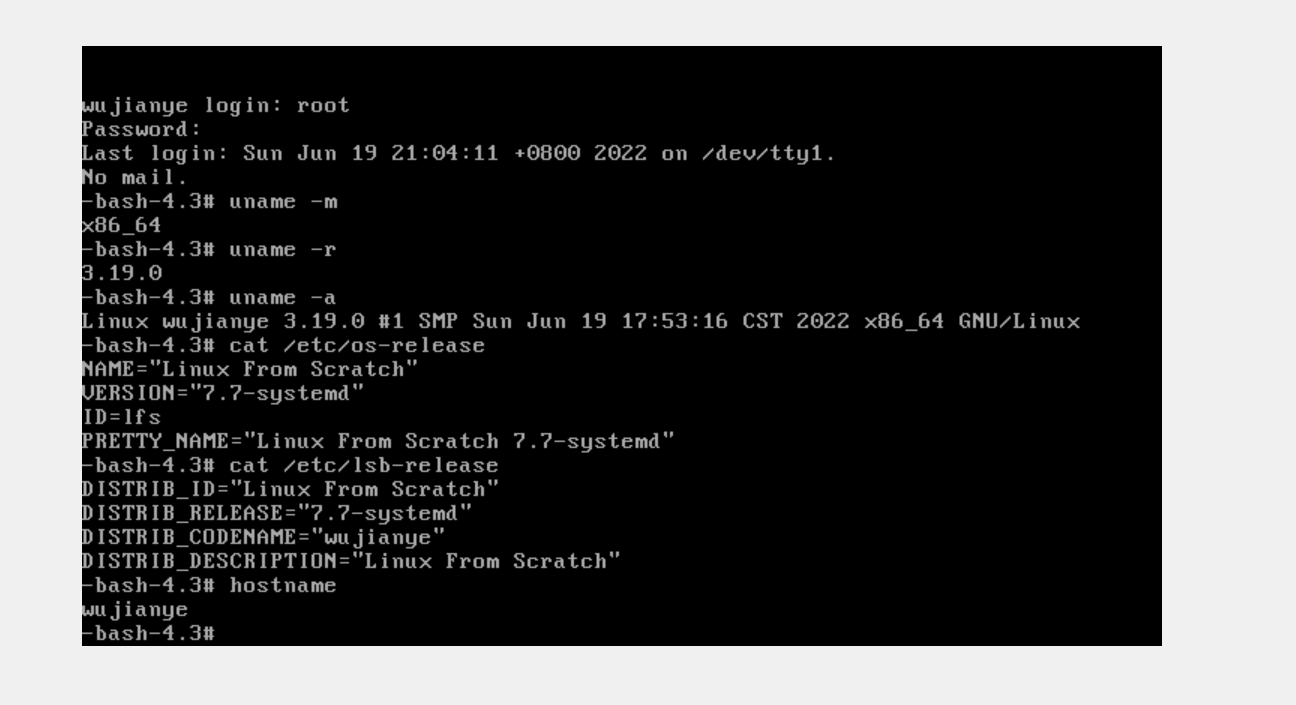 wujianye login: root
Password:
Last login: Sun Jun 19 21:04:11 +0800 2022 on /dev/tty1.
No mail.
-bash-4.3# uname -m
x86_64
-bash-4.3# uname -r
3.19.0
-bash-4.3# uname -a
Linux wujianye 3.19.0 #1 SMP Sun Jun 19 17:53:16 CST 2022 x86_64 GNU/Linux
-bash-4.3# cat /etc/os-release
NAME="Linux From Scratch"
VERSION="7.7-systemd"
ID=lfs
PRETTY_NAME="Linux From Scratch 7.7-systemd"
-bash-4.3# cat /etc/lsb-release
DISTRIB_ID="Linux From Scratch"
DISTRIB_RELEASE="7.7-systemd"
DISTRIB_CODENAME="wujianye"
DISTRIB_DESCRIPTION="Linux From Scratch"
-bash-4.3# hostname
wujianye
-bash-4.3#